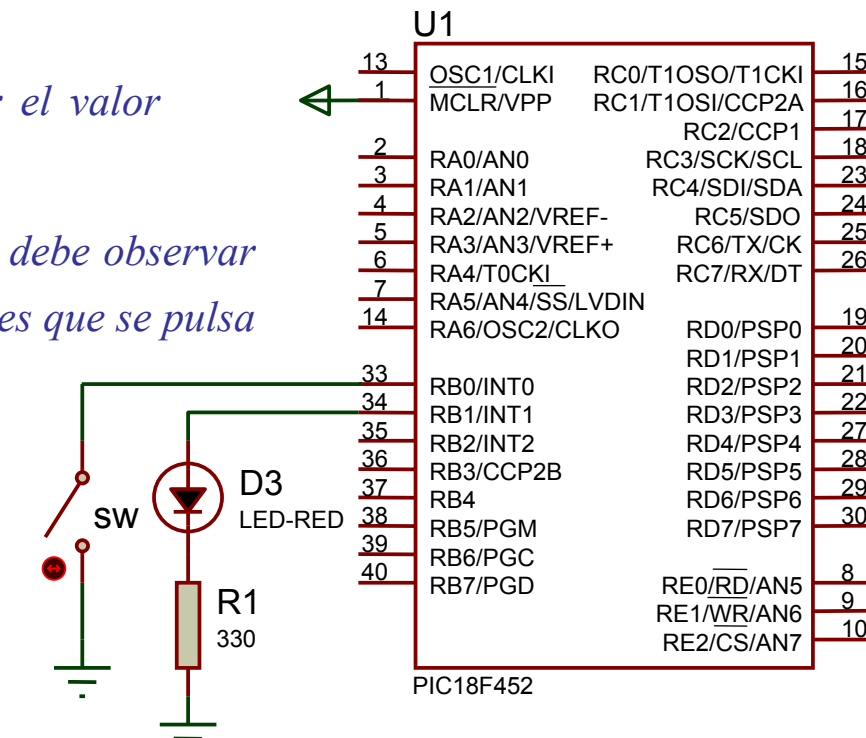 U1
r el valor
debe observar
es que se pulsa
13 OSC1/CLKI RC0/T1OSO/T1CKI 15
1 MCLR/VPP RC1/T1OSI/CCP2A 16
RC2/CCP1 17
2 RA0/AN0 RC3/SCK/SCL 18
3 RA1/AN1 RC4/SDI/SDA 23
4 RA2/AN2/VREF- RC5/SDO 24
5 RA3/AN3/VREF+ RC6/TX/CK 25
6 RA4/T0CKI RC7/RX/DT 26
7 RA5/AN4/SS/LVDIN
14 RA6/OSC2/CLKO RD0/PSP0 19
RD1/PSP1 20
33 RB0/INT0 RD2/PSP2 21
34 RB1/INT1 RD3/PSP3 22
35 RB2/INT2 RD4/PSP4 27
36 RB3/CCP2B RD5/PSP5 28
37 RB4 RD6/PSP6 29
38 RB5/PGM RD7/PSP7 30
39 RB6/PGC
40 RB7/PGD RE0/RD/AN5 8
RE1/WR/AN6 9
RE2/CS/AN7 10
PIC18F452
SW
D3
LED-RED
R1
330